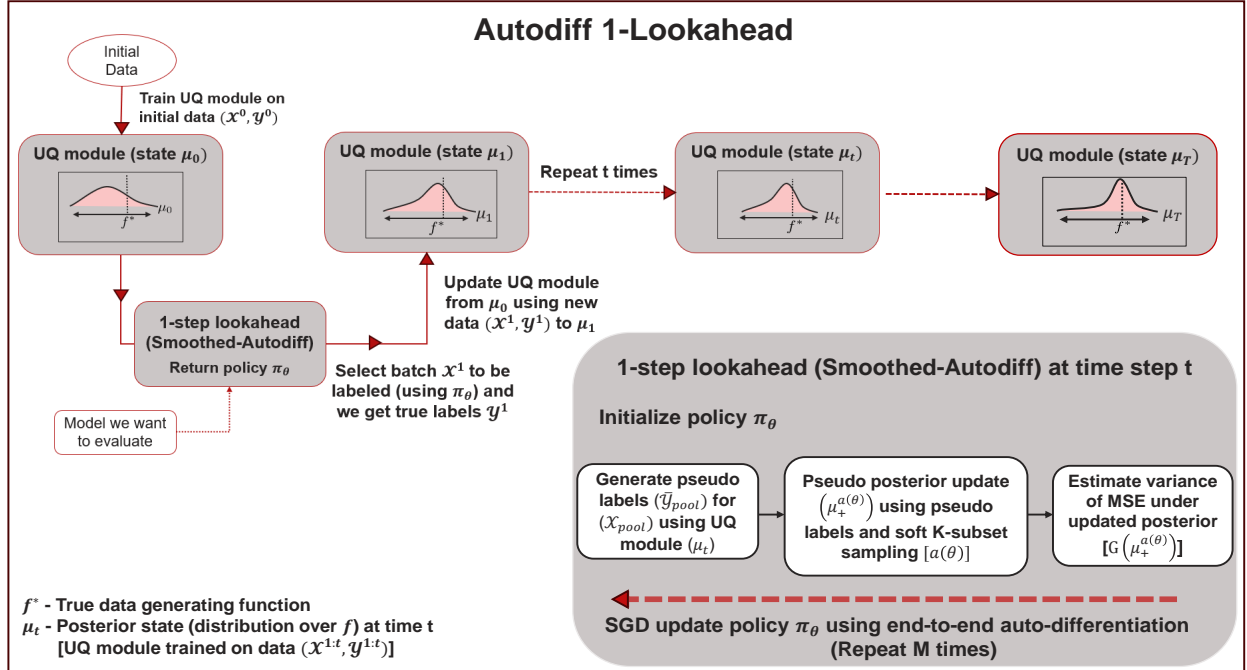 Autodiff 1-Lookahead
Initial
Data
Train UQ module on
initial data (𝒳⁰, 𝒴⁰)
UQ module (state μ₀)
μ₀
f*
UQ module (state μ₁)
μ₁
f*
Repeat t times
UQ module (state μₜ)
μₜ
f*
UQ module (state μ_T)
μ_T
f*
1-step lookahead
(Smoothed-Autodiff)
Return policy π_θ
Model we want
to evaluate
Select batch 𝒳¹ to be
labeled (using π_θ) and
we get true labels 𝒴¹
Update UQ module
from μ₀ using new
data (𝒳¹, 𝒴¹) to μ₁
1-step lookahead (Smoothed-Autodiff) at time step t
Initialize policy π_θ
Generate pseudo
labels (𝒴̄_pool) for
(𝒳_pool) using UQ
module (μₜ)
Pseudo posterior update
(μ₊^{a(θ)}) using pseudo
labels and soft K-subset
sampling [a(θ)]
Estimate variance
of MSE under
updated posterior
[G(μ₊^{a(θ)})]
SGD update policy π_θ using end-to-end auto-differentiation
(Repeat M times)
f* - True data generating function
μₜ - Posterior state (distribution over f) at time t
[UQ module trained on data (𝒳^{1:t}, 𝒴^{1:t})]